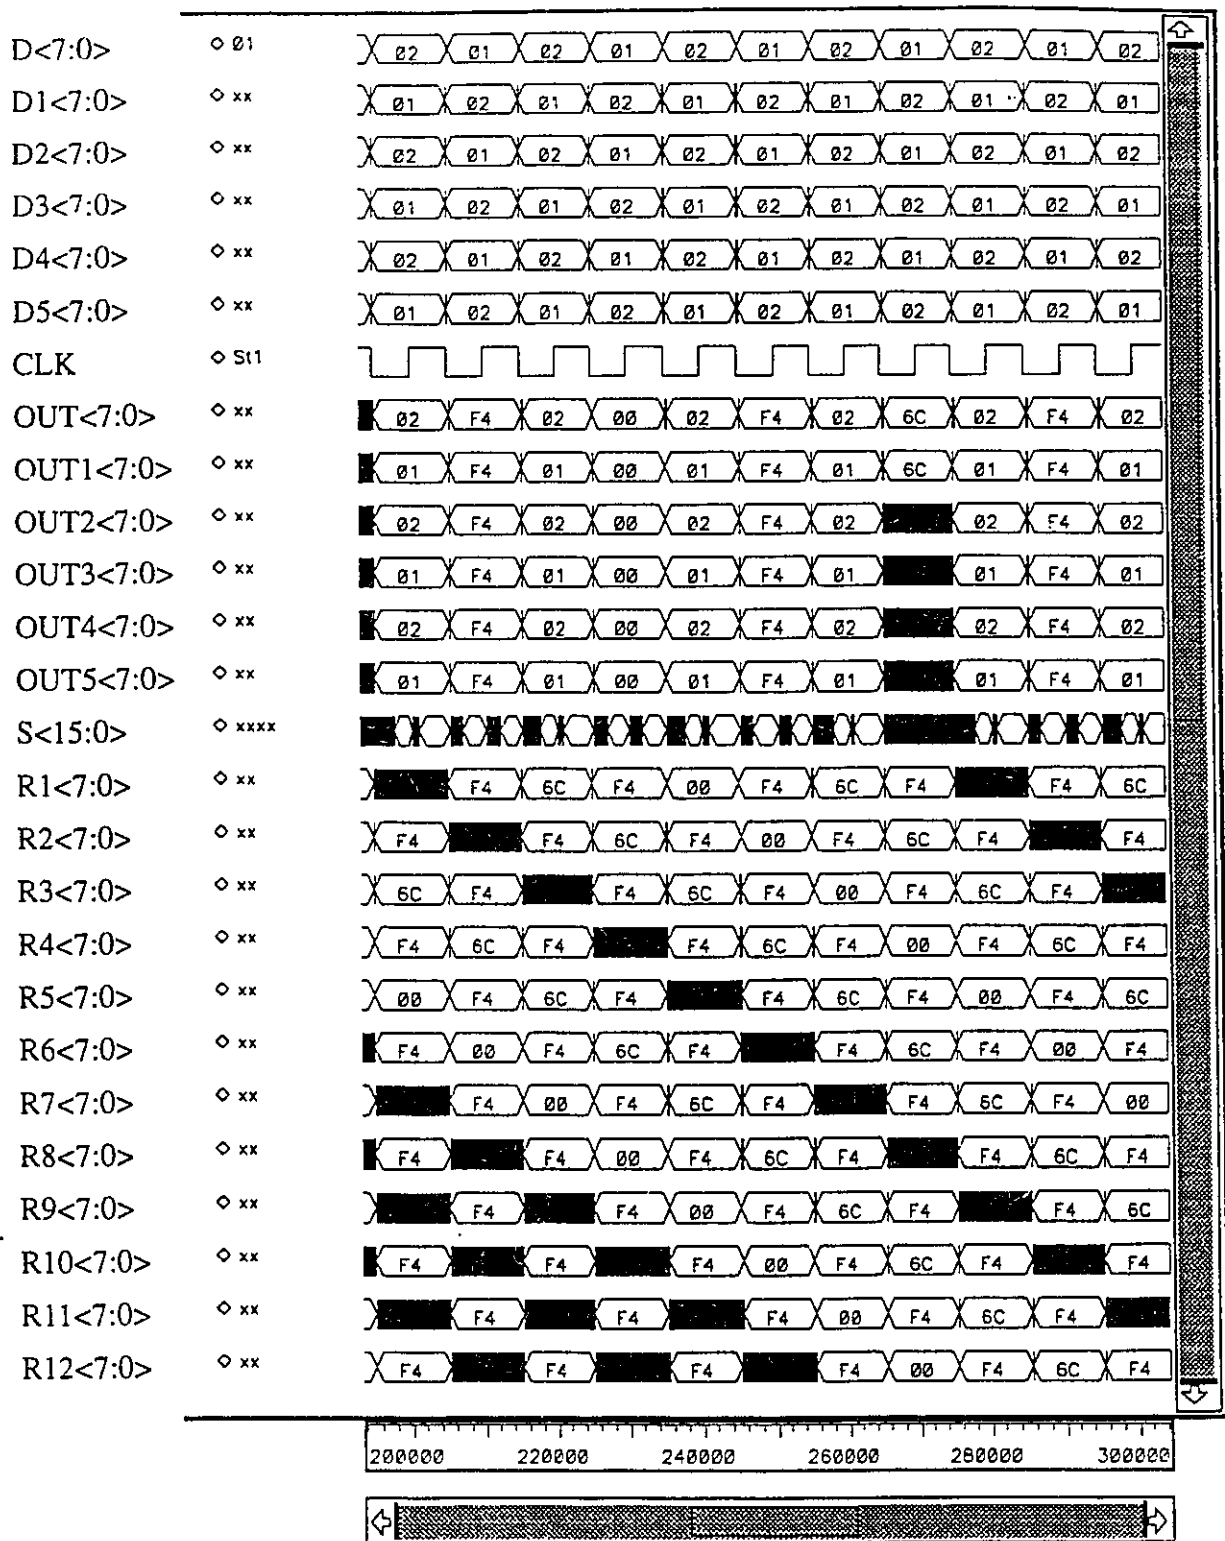 D<7:0> 01 02 01 02 01 02 01 02 01 02 01 02
D1<7:0> xx 01 02 01 02 01 02 01 02 01 02 01
D2<7:0> xx 02 01 02 01 02 01 02 01 02 01 02
D3<7:0> xx 01 02 01 02 01 02 01 02 01 02 01
D4<7:0> xx 02 01 02 01 02 01 02 01 02 01 02
D5<7:0> xx 01 02 01 02 01 02 01 02 01 02 01
CLK St1
OUT<7:0> xx 02 F4 02 00 02 F4 02 6C 02 F4 02
OUT1<7:0> xx 01 F4 01 00 01 F4 01 6C 01 F4 01
OUT2<7:0> xx 02 F4 02 00 02 F4 02 02 F4 02
OUT3<7:0> xx 01 F4 01 00 01 F4 01 01 F4 01
OUT4<7:0> xx 02 F4 02 00 02 F4 02 02 F4 02
OUT5<7:0> xx 01 F4 01 00 01 F4 01 01 F4 01
S<15:0> xxxx
R1<7:0> xx F4 6C F4 00 F4 6C F4 F4 6C
R2<7:0> xx F4 F4 6C F4 00 F4 6C F4 F4
R3<7:0> xx 6C F4 F4 6C F4 00 F4 6C F4
R4<7:0> xx F4 6C F4 F4 6C F4 00 F4 6C F4
R5<7:0> xx 00 F4 6C F4 F4 6C F4 00 F4 6C
R6<7:0> xx F4 00 F4 6C F4 F4 6C F4 00 F4
R7<7:0> xx F4 00 F4 6C F4 F4 6C F4 00
R8<7:0> xx F4 F4 00 F4 6C F4 F4 6C F4
R9<7:0> xx F4 F4 00 F4 6C F4 F4 6C
R10<7:0> xx F4 F4 F4 00 F4 6C F4 F4
R11<7:0> xx F4 F4 F4 00 F4 6C F4
R12<7:0> xx F4 F4 F4 F4 00 F4 6C F4
200000 220000 240000 260000 280000 300000